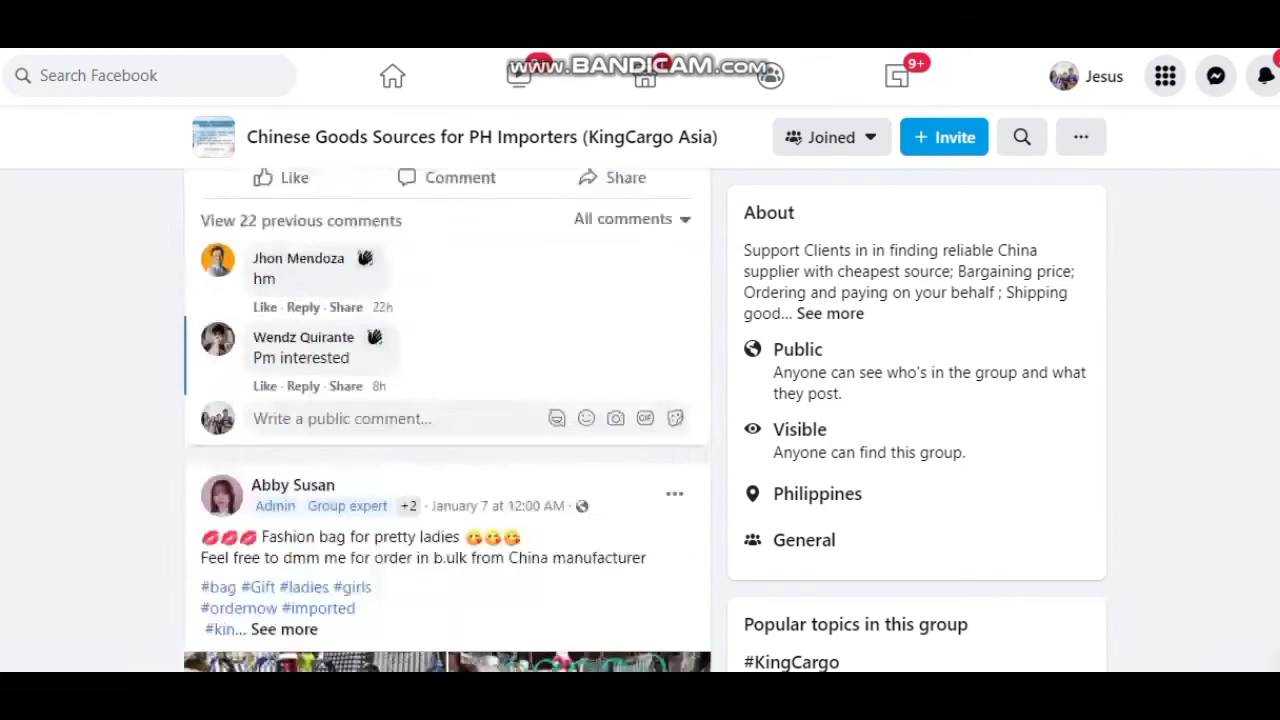 www.BANDICAM.com
Search Facebook
9+
Jesus
Chinese Goods Sources for PH Importers (KingCargo Asia)
Joined
+ Invite
Like
Comment
Share
View 22 previous comments
All comments
Jhon Mendoza
hm
Like · Reply · Share 22h
Wendz Quirante
Pm interested
Like · Reply · Share 8h
Write a public comment...
GIF
Abby Susan
Admin Group expert +2 · January 7 at 12:00 AM ·
💋💋💋 Fashion bag for pretty ladies 😋😋😋
Feel free to dmm me for order in b.ulk from China manufacturer
#bag #Gift #ladies #girls
#ordernow #imported
#kin... See more
About
Support Clients in in finding reliable China
supplier with cheapest source; Bargaining price;
Ordering and paying on your behalf ; Shipping
good... See more
Public
Anyone can see who's in the group and what
they post.
Visible
Anyone can find this group.
Philippines
General
Popular topics in this group
#KingCargo